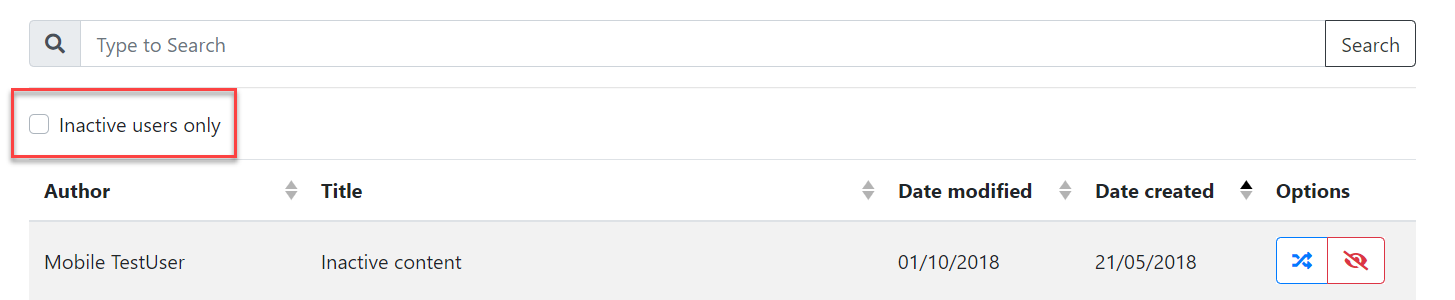 Type to Search Search
Inactive users only
Author Title Date modified Date created Options
Mobile TestUser Inactive content 01/10/2018 21/05/2018